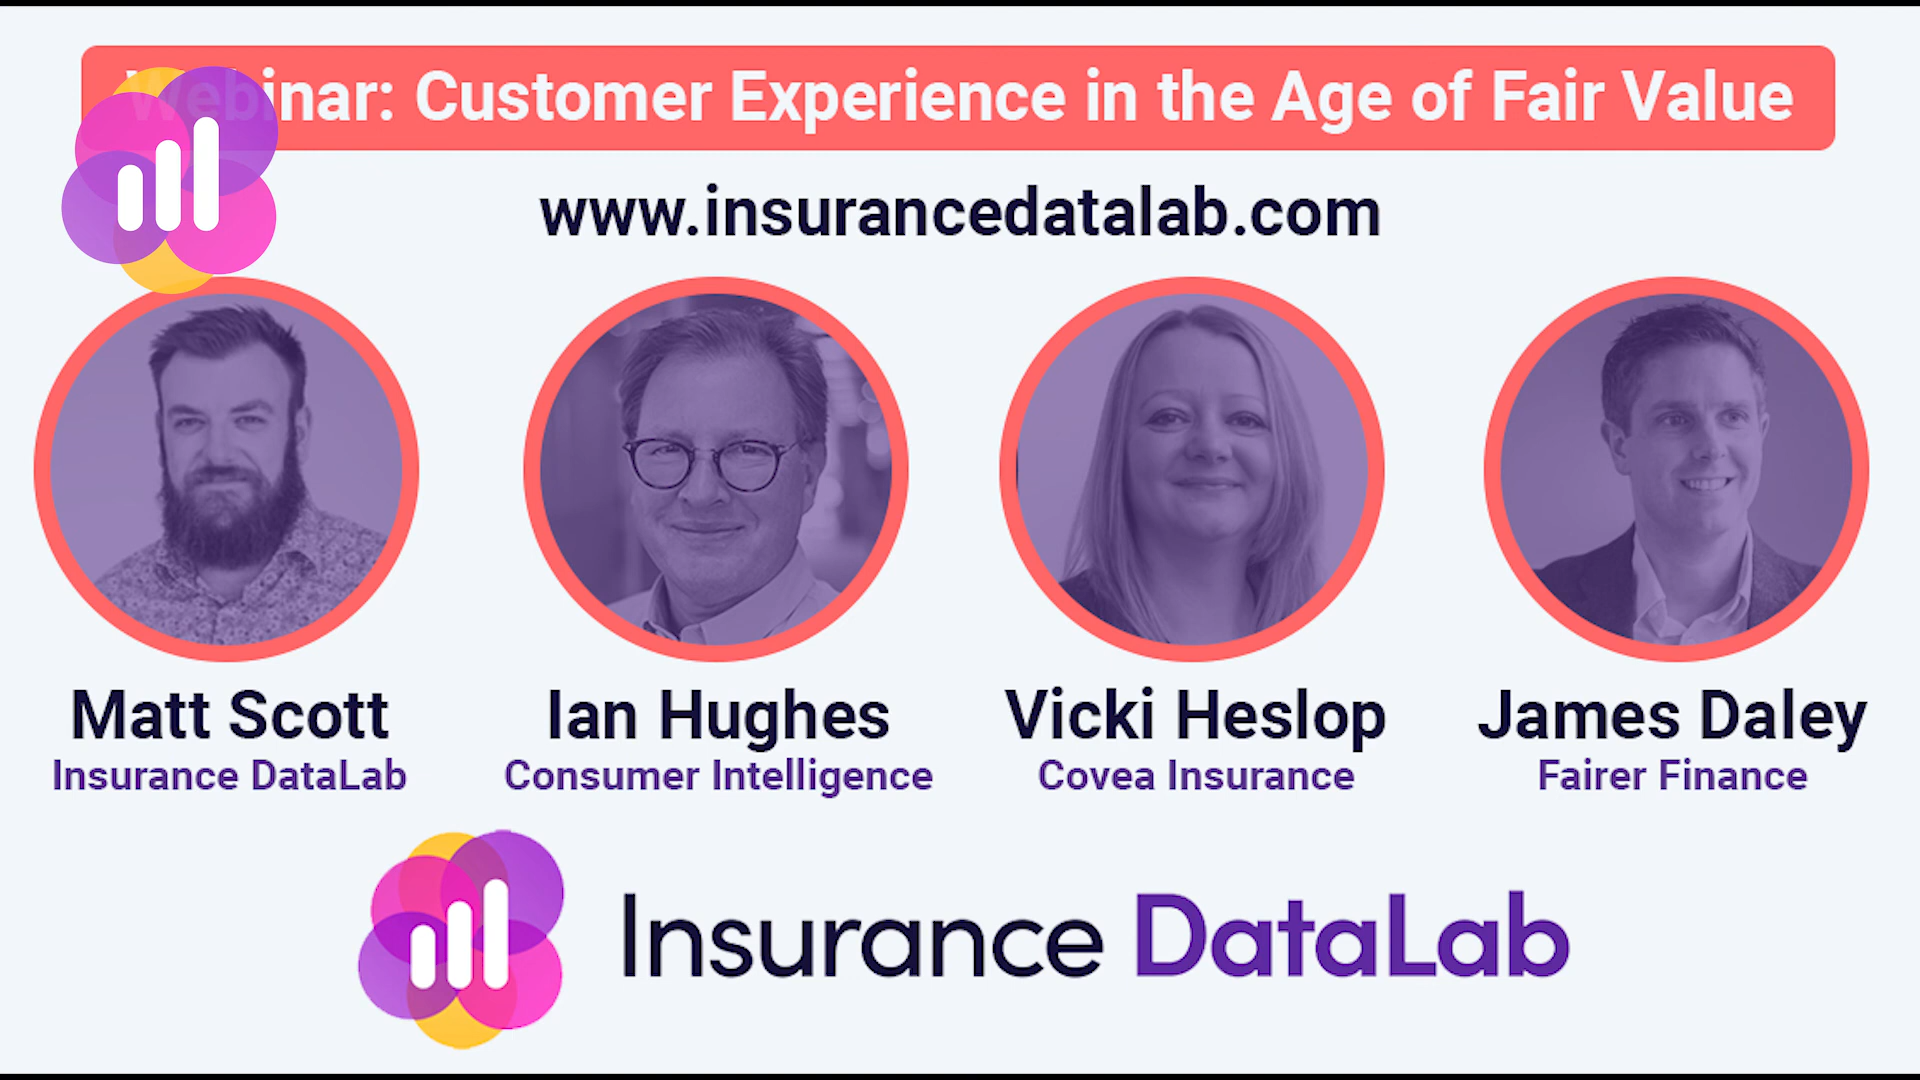 Webinar: Customer Experience in the Age of Fair Value
www.insurancedatalab.com
Matt Scott
Insurance DataLab
Ian Hughes
Consumer Intelligence
Vicki Heslop
Covea Insurance
James Daley
Fairer Finance
Insurance DataLab